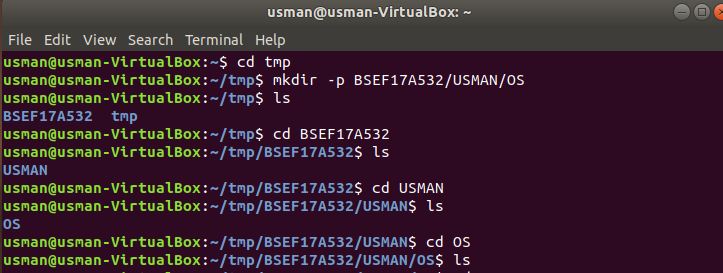 usman@usman-VirtualBox: ~
File Edit View Search Terminal Help
usman@usman-VirtualBox:~$ cd tmp
usman@usman-VirtualBox:~/tmp$ mkdir -p BSEF17A532/USMAN/OS
usman@usman-VirtualBox:~/tmp$ ls
BSEF17A532  tmp
usman@usman-VirtualBox:~/tmp$ cd BSEF17A532
usman@usman-VirtualBox:~/tmp/BSEF17A532$ ls
USMAN
usman@usman-VirtualBox:~/tmp/BSEF17A532$ cd USMAN
usman@usman-VirtualBox:~/tmp/BSEF17A532/USMAN$ ls
OS
usman@usman-VirtualBox:~/tmp/BSEF17A532/USMAN$ cd OS
usman@usman-VirtualBox:~/tmp/BSEF17A532/USMAN/OS$ ls